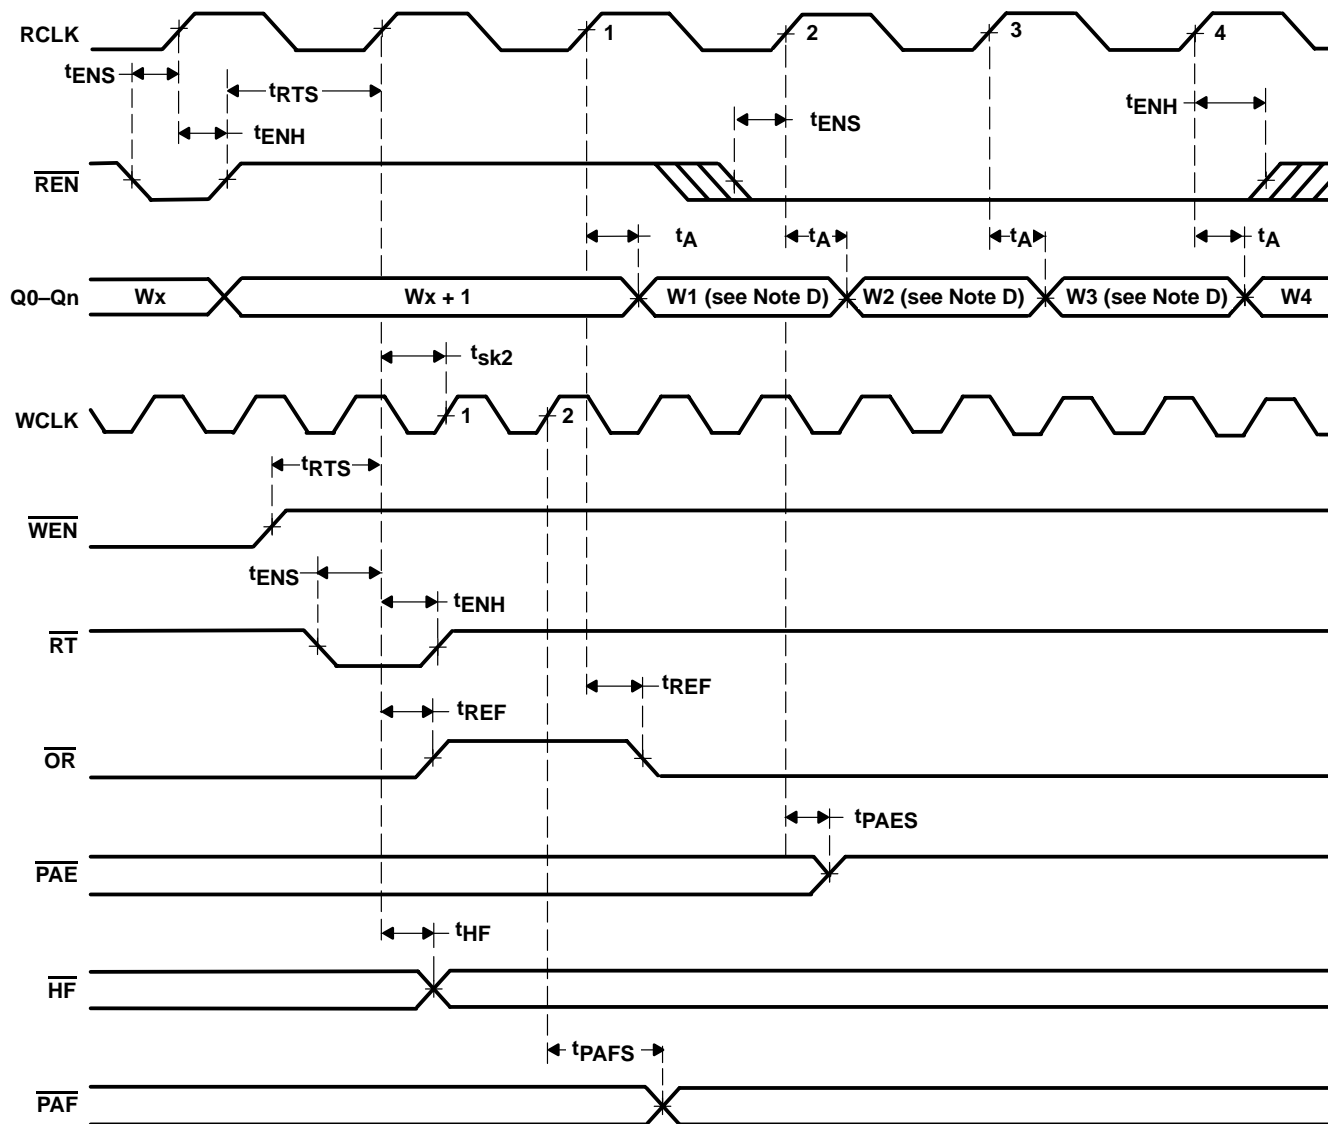 RCLK 1 2 3 4
tENS tRTS tENH tENS tENH
REN
tA tA tA tA
Q0–Qn Wx Wx + 1 W1 (see Note D) W2 (see Note D) W3 (see Note D) W4
tsk2
WCLK 1 2
tRTS
WEN
tENS tENH
RT
tREF tREF
OR
tPAES
PAE
tHF
HF
tPAFS
PAF